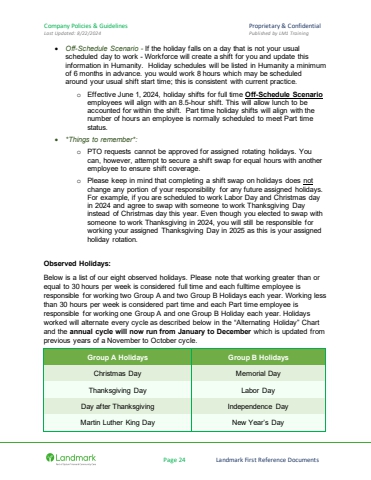 Company Policies & Guidelines
Proprietary & Confidential
Last Updated 8/22/2024
Published by LMJ Training
• Off-Schedule Scenario - If the holiday falls on a day that is not your usual
scheduled day to work - Workforce will create a shift for you and update this
information in Humanity. Holiday schedules will be listed in Humanity a minimum
of 6 months in advance. you would work 8 hours which may be scheduled
around your usual shift start time; this is consistent with current practice.
o Effective June 1, 2024, holiday shifts for full time Off-Schedule Scenario
employees will align with an 8.5-hour shift. This will allow lunch to be
accounted for within the shift. Part time holiday shifts will align with the
number of hours an employee is normally scheduled to meet Part time
status.
• *Things to remember*:
o PTO requests cannot be approved for assigned rotating holidays. You
can, however, attempt to secure a shift swap for equal hours with another
employee to ensure shift coverage.
o Please keep in mind that completing a shift swap on holidays does not
change any portion of your responsibility for any future assigned holidays.
For example, if you are scheduled to work Labor Day and Christmas day
in 2024 and agree to swap with someone to work Thanksgiving Day
instead of Christmas day this year. Even though you elected to swap with
someone to work Thanksgiving in 2024, you will still be responsible for
working your assigned Thanksgiving Day in 2025 as this is your assigned
holiday rotation.
Observed Holidays:
Below is a list of our eight observed holidays. Please note that working greater than or
equal to 30 hours per week is considered full time and each fulltime employee is
responsible for working two Group A and two Group B Holidays each year. Working less
than 30 hours per week is considered part time and each Part time employee is
responsible for working one Group A and one Group B Holiday each year. Holidays
worked will alternate every cycle as described below in the "Alternating Holiday" Chart
and the annual cycle will now run from January to December which is updated from
previous years of a November to October cycle.
Group A Holidays
Group B Holidays
Christmas Day
Memorial Day
Thanksgiving Day
Labor Day
Day after Thanksgiving
Independence Day
Martin Luther King Day
New Year's Day
Landmark
Page 24
Landmark First Reference Documents